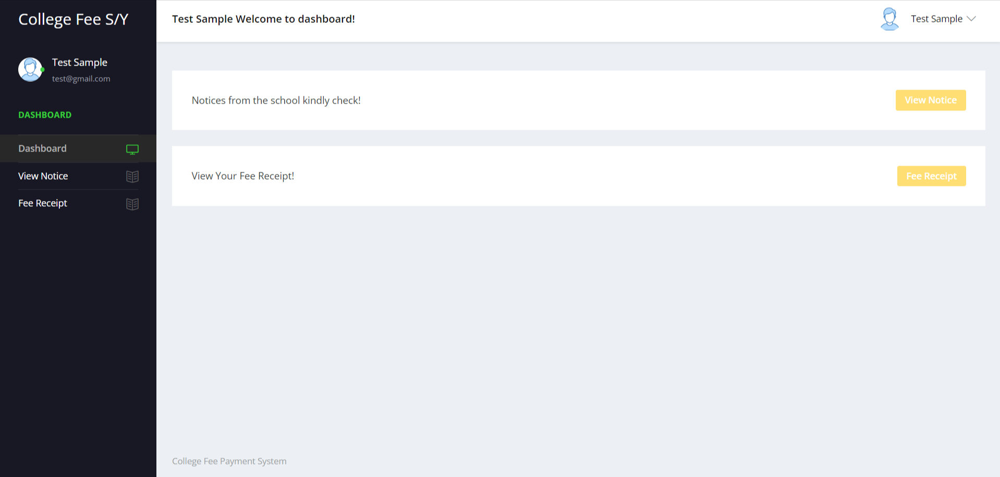 College Fee S/Y
Test Sample
test@gmail.com
DASHBOARD
Dashboard
View Notice
Fee Receipt
Test Sample Welcome to dashboard!
Test Sample
Notices from the school kindly check!
View Notice
View Your Fee Receipt!
Fee Receipt
College Fee Payment System